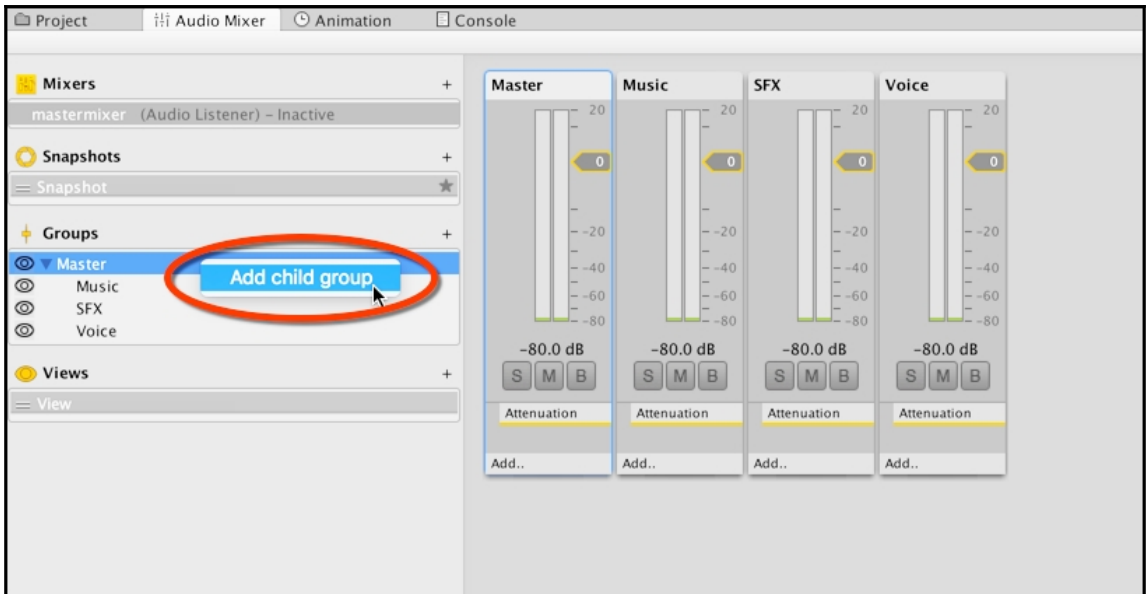 Project Audio Mixer Animation Console
Mixers +
mastermixer (Audio Listener) – Inactive
Snapshots +
Snapshot
Groups +
Master
Add child group
Music
SFX
Voice
Views +
View
Master
20
0
-20
-40
-60
-80
-80.0 dB
S M B
Attenuation
Add..
Music
20
0
-20
-40
-60
-80
-80.0 dB
S M B
Attenuation
Add..
SFX
20
0
-20
-40
-60
-80
-80.0 dB
S M B
Attenuation
Add..
Voice
20
0
-20
-40
-60
-80
-80.0 dB
S M B
Attenuation
Add..